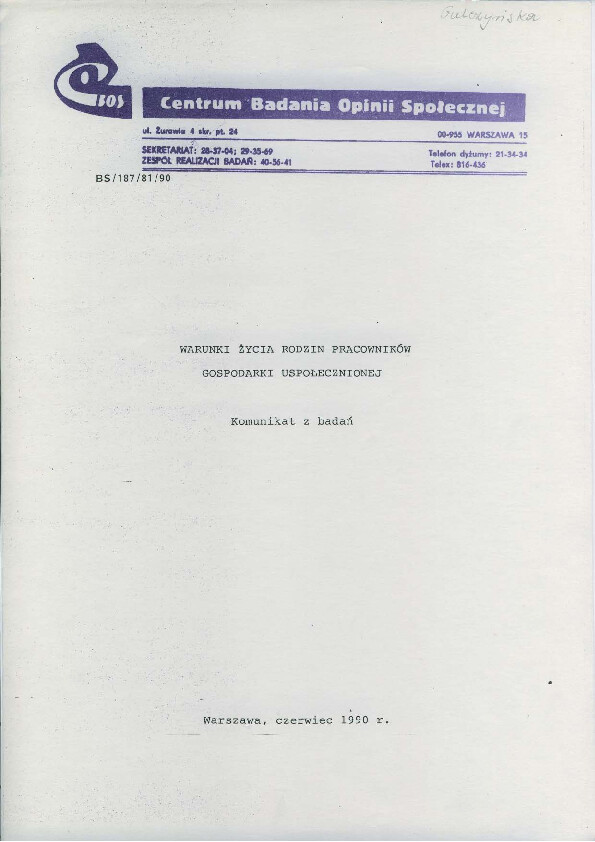 Gałczyńska
CBOS
Centrum Badania Opinii Społecznej
ul. Żurawia 4 skr. pt. 24
00-955 WARSZAWA 15
SEKRETARIAT: 28-37-04; 29-35-69
Telefon dyżurny: 21-34-34
ZESPÓŁ REALIZACJI BADAŃ: 40-56-41
Telex: 816-436
BS/187/81/90
WARUNKI ŻYCIA RODZIN PRACOWNIKÓW
GOSPODARKI USPOŁECZNIONEJ
Komunikat z badań
Warszawa, czerwiec 1990 r.